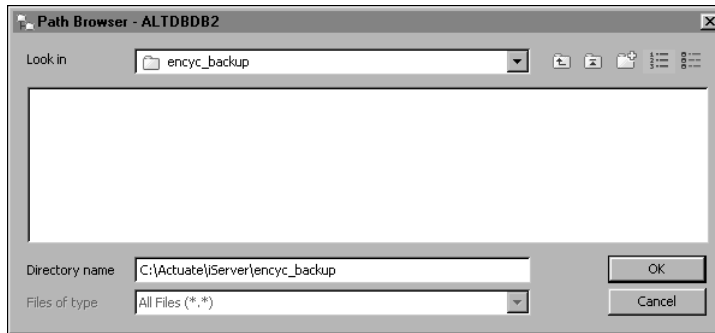 Path Browser - ALTDBDB2
Look in
encyc_backup
Directory name
C:\Actuate\iServer\encyc_backup
OK
Files of type
All Files (*.*)
Cancel